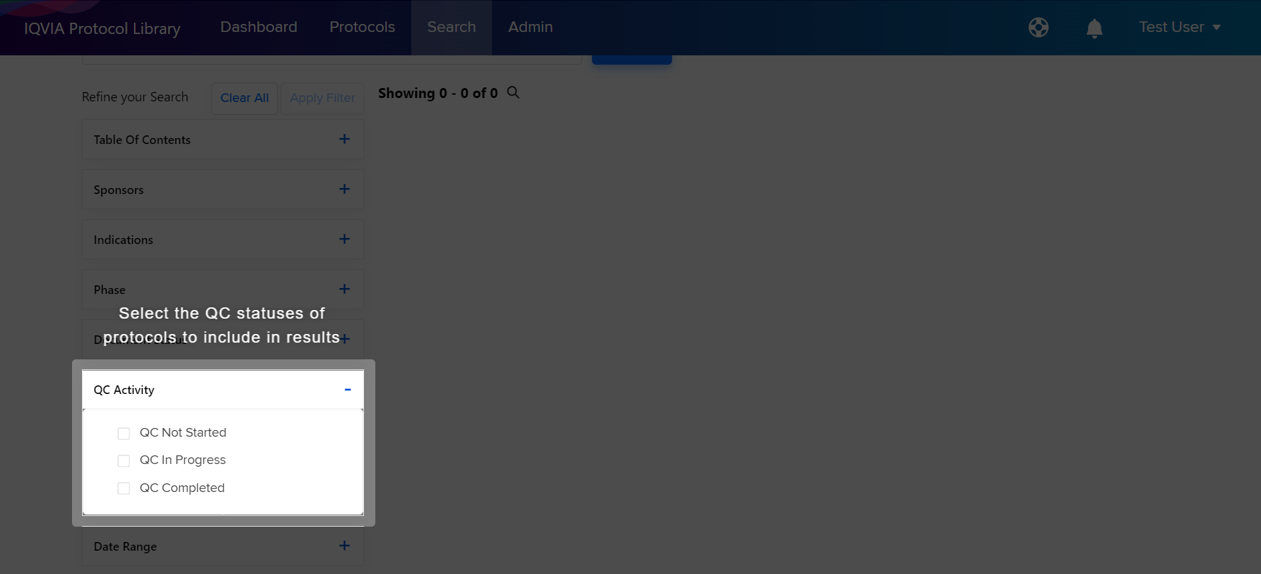 IQVIA Protocol Library
Dashboard
Protocols
Search
Admin
Test User
Refine your Search
Clear All
Apply Filter
Showing 0 - 0 of 0
Table Of Contents
Sponsors
Indications
Phase
Select the QC statuses of
protocols to include in results
QC Activity
QC Not Started
QC In Progress
QC Completed
Date Range